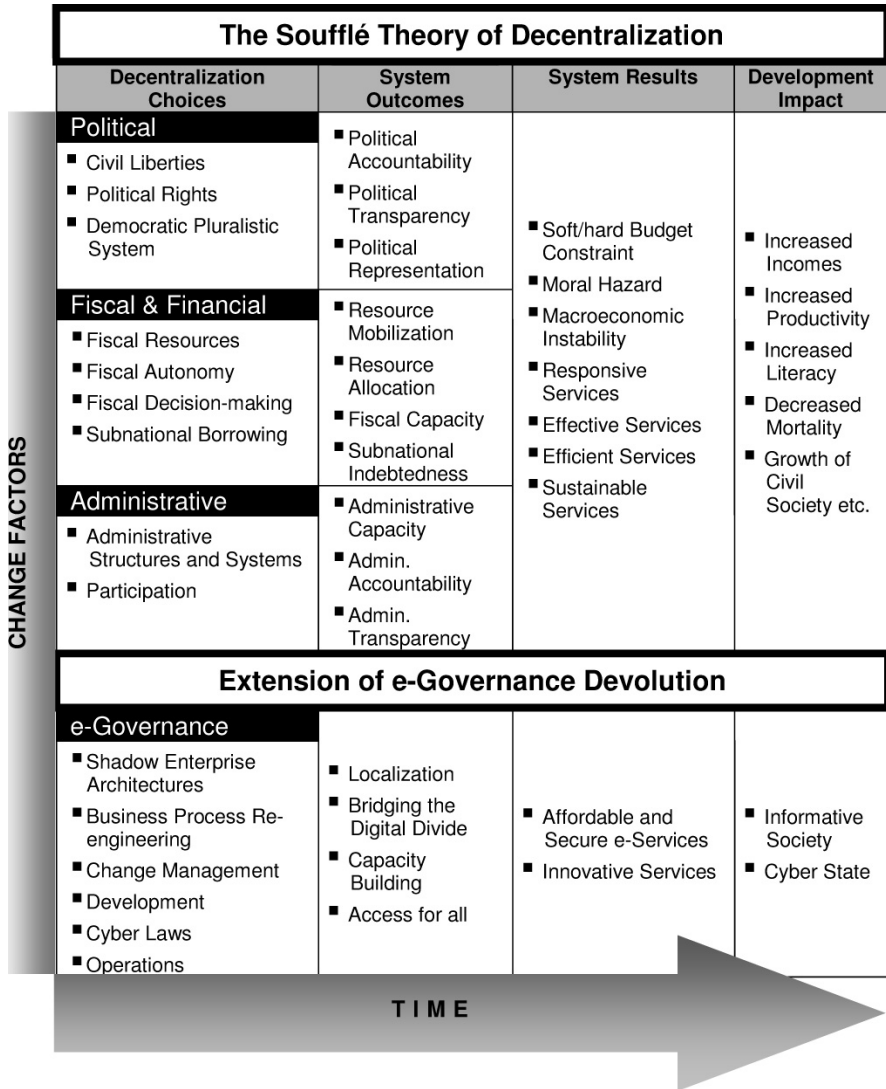 The Soufflé Theory of Decentralization
Decentralization
Choices
System
Outcomes
System Results
Development
Impact
CHANGE FACTORS
Political
Civil Liberties
Political Rights
Democratic Pluralistic
System
Political
Accountability
Political
Transparency
Political
Representation
Fiscal & Financial
Fiscal Resources
Fiscal Autonomy
Fiscal Decision-making
Subnational Borrowing
Resource
Mobilization
Resource
Allocation
Fiscal Capacity
Subnational
Indebtedness
Administrative
Administrative
Structures and Systems
Participation
Administrative
Capacity
Admin.
Accountability
Admin.
Transparency
Soft/hard Budget
Constraint
Moral Hazard
Macroeconomic
Instability
Responsive
Services
Effective Services
Efficient Services
Sustainable
Services
Increased
Incomes
Increased
Productivity
Increased
Literacy
Decreased
Mortality
Growth of
Civil
Society etc.
Extension of e-Governance Devolution
e-Governance
Shadow Enterprise
Architectures
Business Process Re-
engineering
Change Management
Development
Cyber Laws
Operations
Localization
Bridging the
Digital Divide
Capacity
Building
Access for all
Affordable and
Secure e-Services
Innovative Services
Informative
Society
Cyber State
TIME